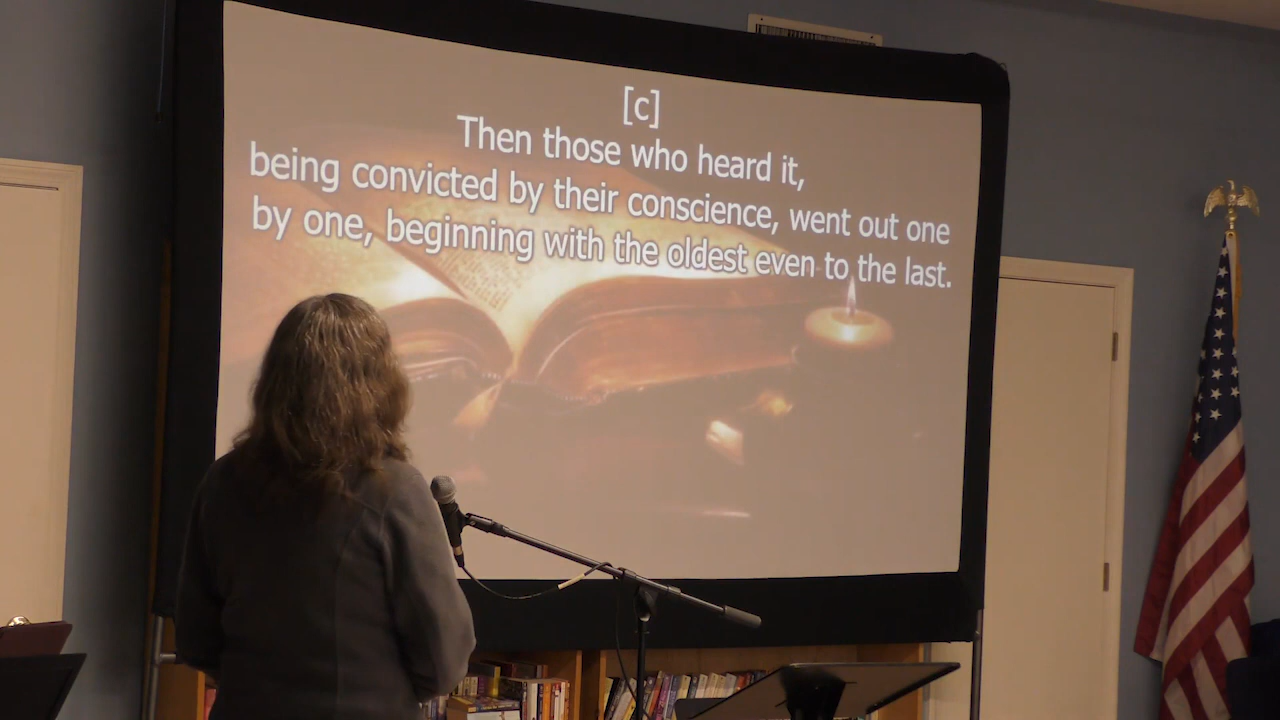 [c]
Then those who heard it,
being convicted by their conscience, went out one
by one, beginning with the oldest even to the last.